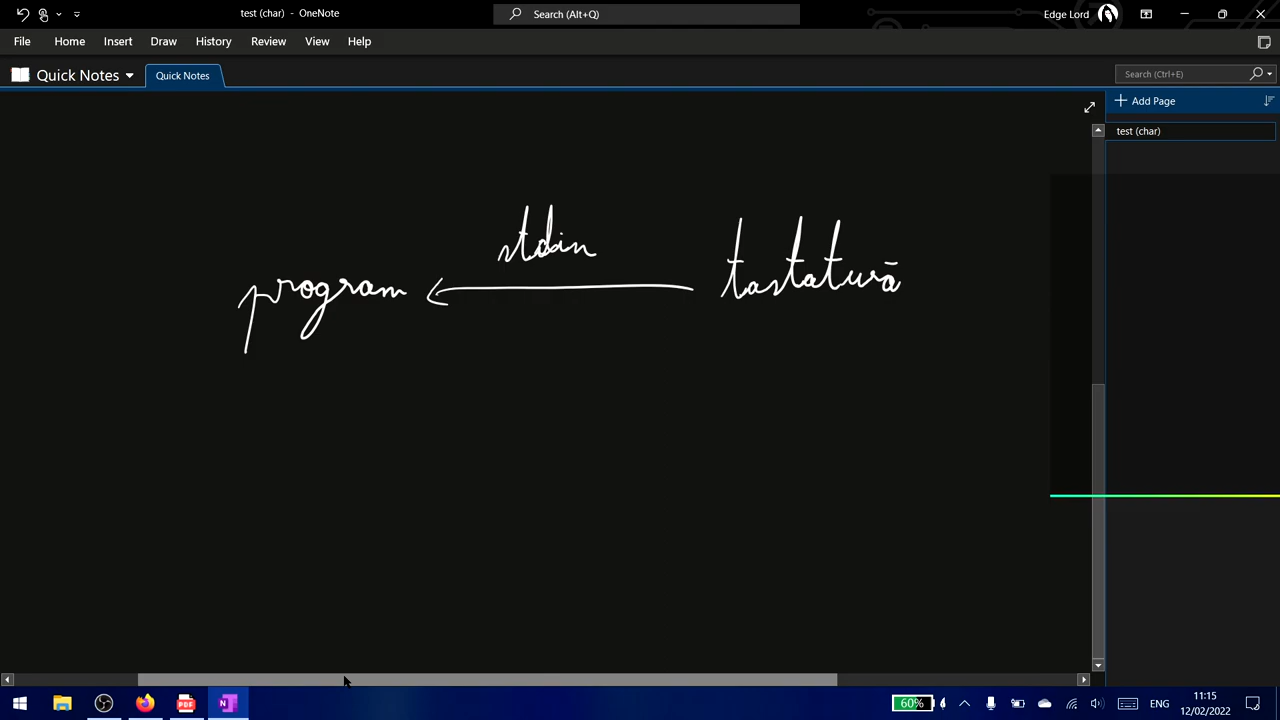 test (char) - OneNote
Search (Alt+Q)
Edge Lord
File Home Insert Draw History Review View Help
Quick Notes
Quick Notes
Search (Ctrl+E)
Add Page
test (char)
stdin
program
tastatură
PDF
N
60%
ENG
11:15
12/02/2022